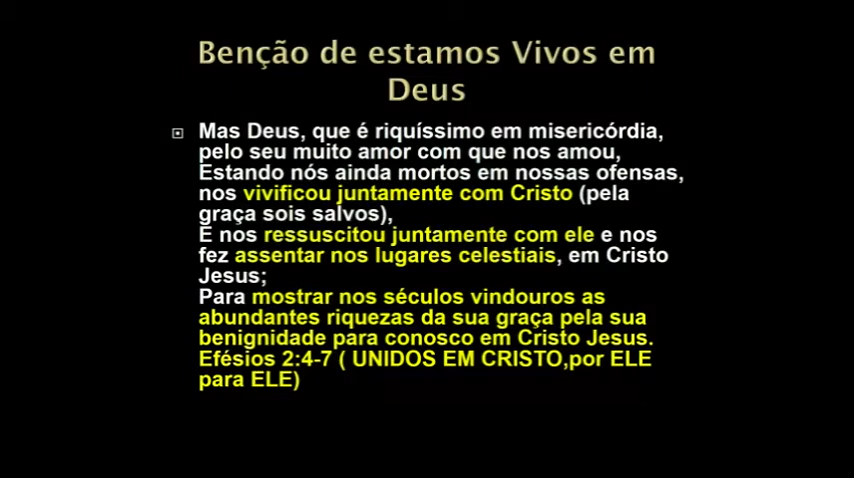 Benção de estamos Vivos em
Deus
Mas Deus, que é riquíssimo em misericórdia,
pelo seu muito amor com que nos amou,
Estando nós ainda mortos em nossas ofensas,
nos vivificou juntamente com Cristo (pela
graça sois salvos),
E nos ressuscitou juntamente com ele e nos
fez assentar nos lugares celestiais, em Cristo
Jesus;
Para mostrar nos séculos vindouros as
abundantes riquezas da sua graça pela sua
benignidade para conosco em Cristo Jesus.
Efésios 2:4-7 ( UNIDOS EM CRISTO,por ELE
para ELE)